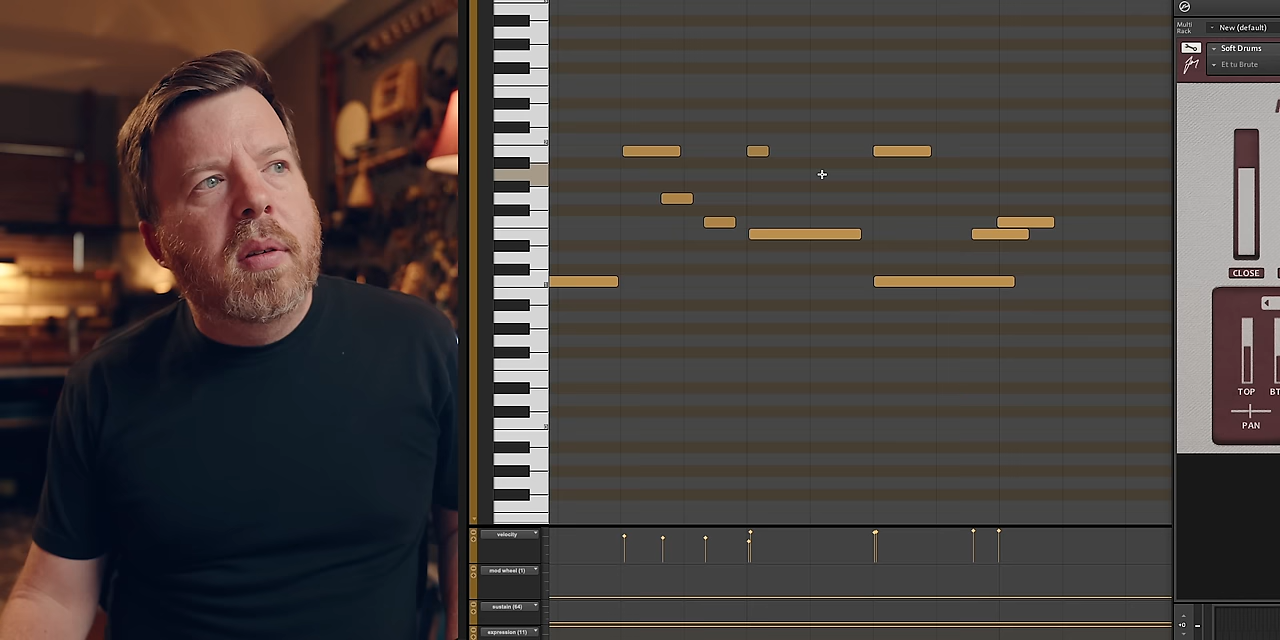 Multi
Rack
New (default)
Soft Drums
Et tu Brute
CLOSE
TOP
PAN
velocity
mod wheel (1)
sustain (64)
expression (11)
+0